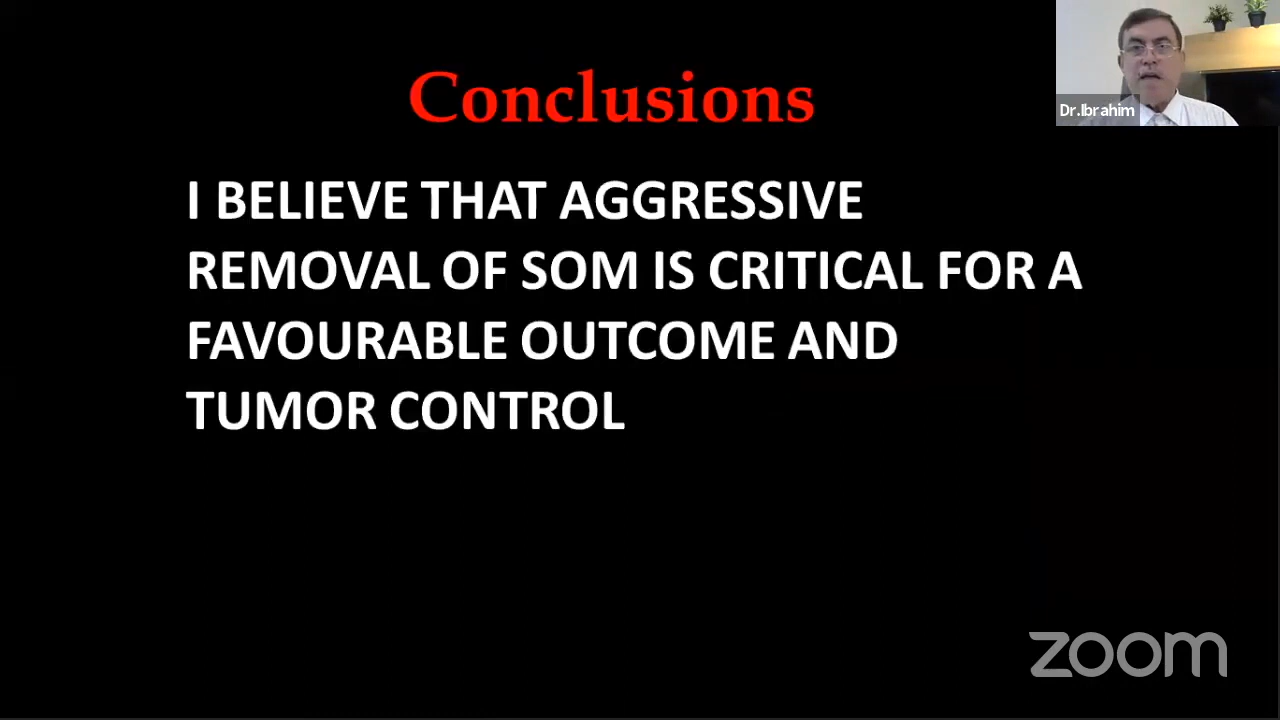 Conclusions
Dr.Ibrahim
I BELIEVE THAT AGGRESSIVE
REMOVAL OF SOM IS CRITICAL FOR A
FAVOURABLE OUTCOME AND
TUMOR CONTROL
zoom